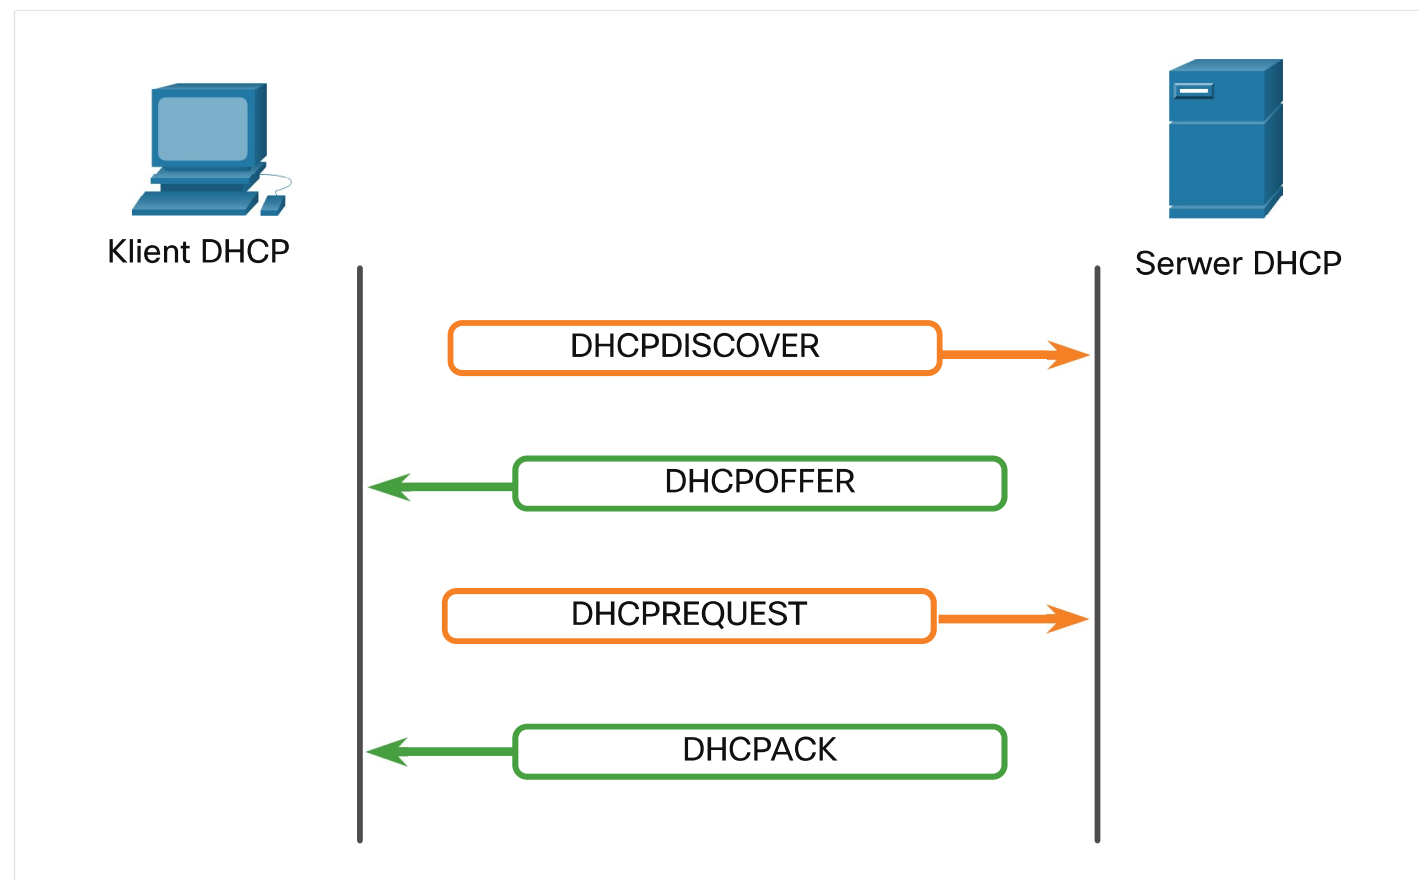 Klient DHCP
Serwer DHCP
DHCPDISCOVER
DHCPOFFER
DHCPREQUEST
DHCPACK